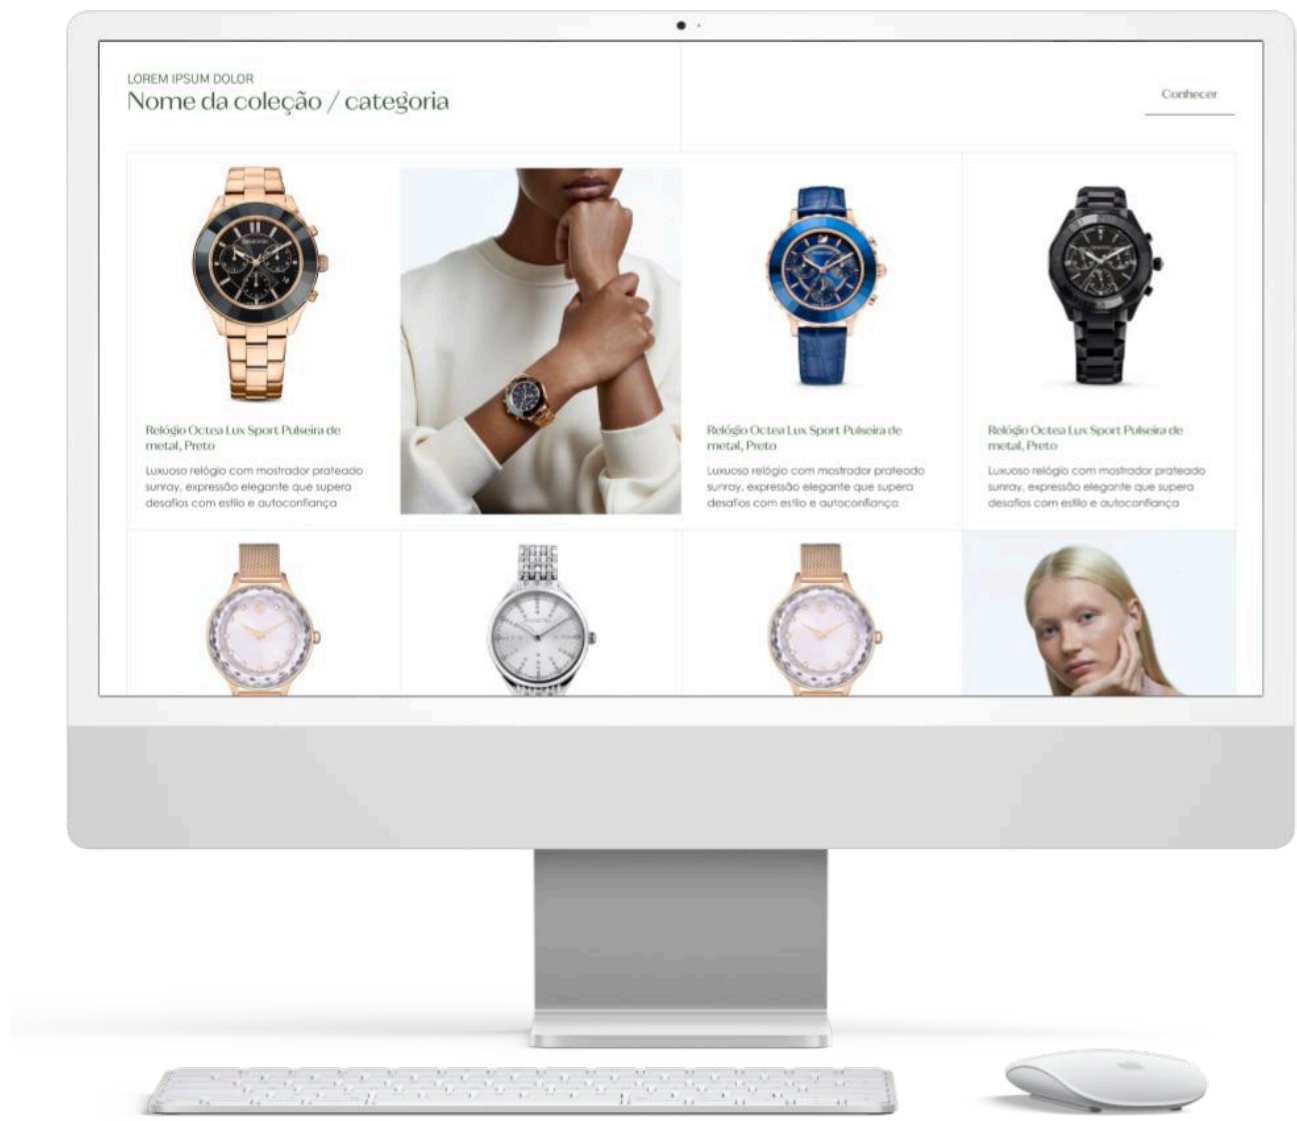 LOREM IPSUM DOLOR
Nome da coleção / categoria
Conhecer
Relógio Octea Lux Sport Pulseira de
metal, Preto
Luxuoso relógio com mostrador prateado
sunray, expressão elegante que supera
desafios com estilo e autoconfiança
Relógio Octea Lux Sport Pulseira de
metal, Preto
Luxuoso relógio com mostrador prateado
sunray, expressão elegante que supera
desafios com estilo e autoconfiança
Relógio Octea Lux Sport Pulseira de
metal, Preto
Luxuoso relógio com mostrador prateado
sunray, expressão elegante que supera
desafios com estilo e autoconfiança